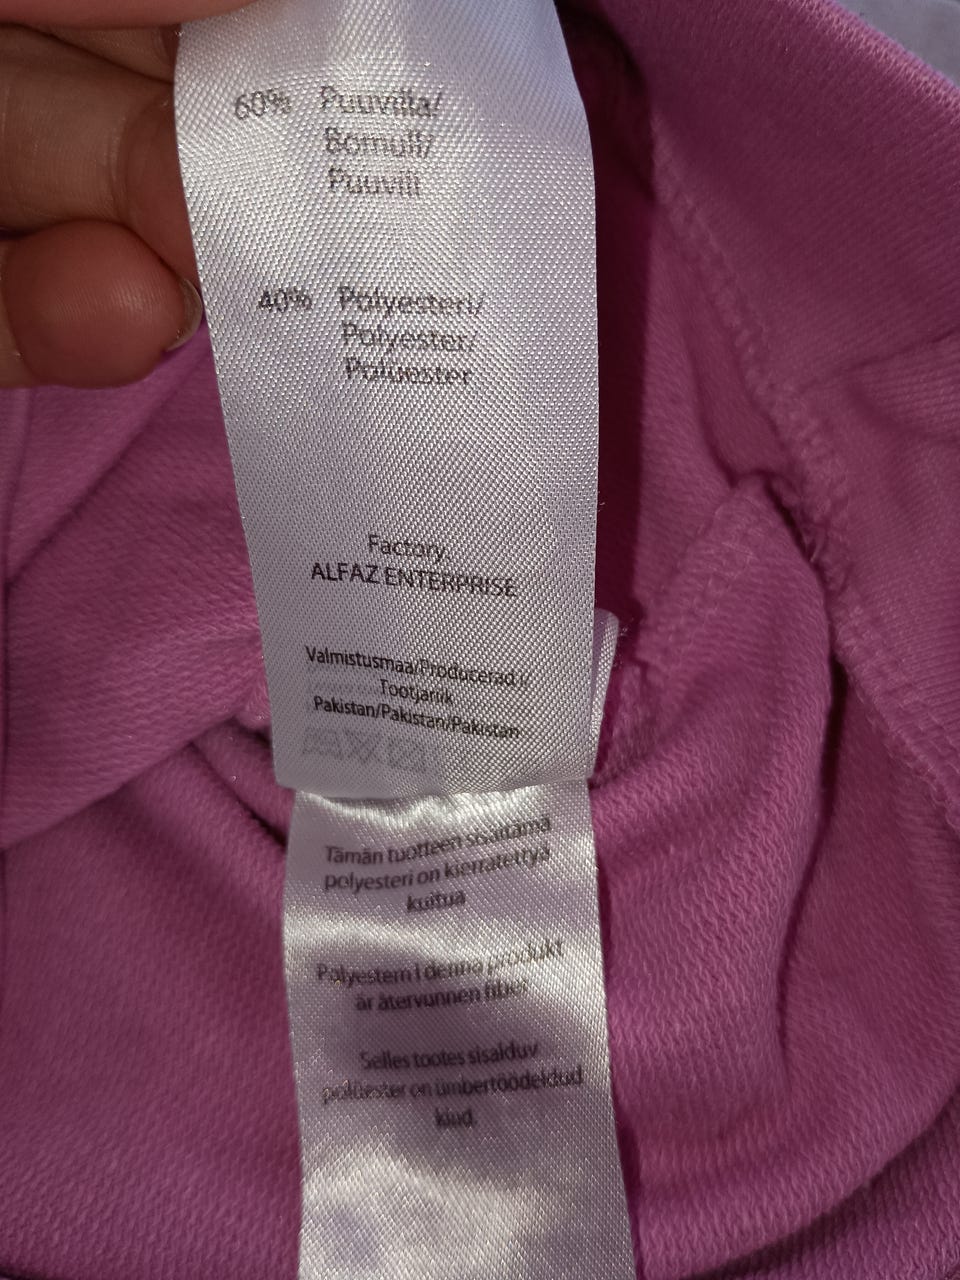 60% Puuvilla/
Bomull/
Puuvill
40% Polyesteri/
Polyester/
Poluester
Factory
ALFAZ ENTERPRISE
Valmistusmaa/Producerad i/
Tootjariik
Pakistan/Pakistan/Pakistan
Tämän tuotteen sisältämä
polyesteri on kierrätettyä
kuitua
Polyestern i denna produkt
är återvunnen fiber
Selles tootes sisalduv
polüester on ümbertöödeldud
kiud.